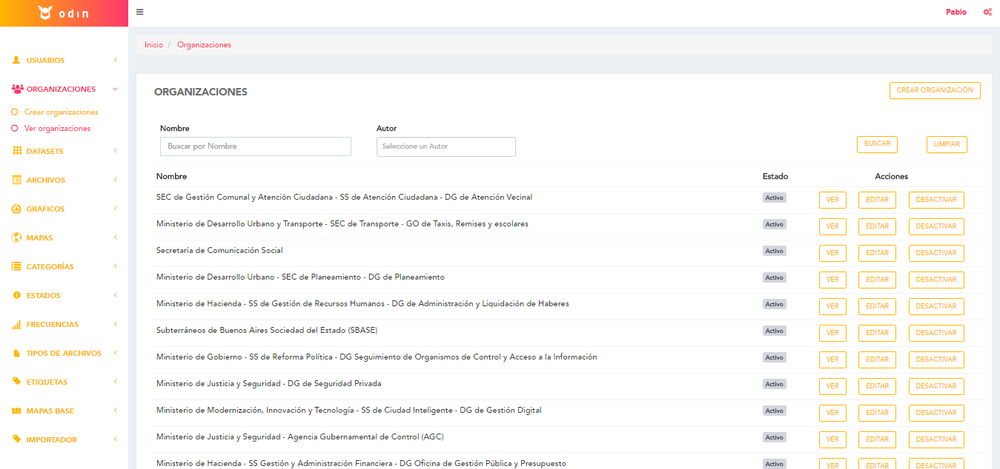 odin
Pablo
Inicio / Organizaciones
USUARIOS
ORGANIZACIONES
Crear organizaciones
Ver organizaciones
DATASETS
ARCHIVOS
GRÁFICOS
MAPAS
CATEGORÍAS
ESTADOS
FRECUENCIAS
TIPOS DE ARCHIVOS
ETIQUETAS
MAPAS BASE
IMPORTADOR
ORGANIZACIONES
CREAR ORGANIZACIÓN
Nombre Autor
Buscar por Nombre Seleccione un Autor BUSCAR LIMPIAR
Nombre Estado Acciones
SEC de Gestión Comunal y Atención Ciudadana - SS de Atención Ciudadana - DG de Atención Vecinal Activo VER EDITAR DESACTIVAR
Ministerio de Desarrollo Urbano y Transporte - SEC de Transporte - GO de Taxis, Remises y escolares Activo VER EDITAR DESACTIVAR
Secretaría de Comunicación Social Activo VER EDITAR DESACTIVAR
Ministerio de Desarrollo Urbano - SEC de Planeamiento - DG de Planeamiento Activo VER EDITAR DESACTIVAR
Ministerio de Hacienda - SS de Gestión de Recursos Humanos - DG de Administración y Liquidación de Haberes Activo VER EDITAR DESACTIVAR
Subterráneos de Buenos Aires Sociedad del Estado (SBASE) Activo VER EDITAR DESACTIVAR
Ministerio de Gobierno - SS de Reforma Política - DG Seguimiento de Organismos de Control y Acceso a la Información Activo VER EDITAR DESACTIVAR
Ministerio de Justicia y Seguridad - DG de Seguridad Privada Activo VER EDITAR DESACTIVAR
Ministerio de Modernización, Innovación y Tecnología - SS de Ciudad Inteligente - DG de Gestión Digital Activo VER EDITAR DESACTIVAR
Ministerio de Justicia y Seguridad - Agencia Gubernamental de Control (AGC) Activo VER EDITAR DESACTIVAR
Ministerio de Hacienda - SS Gestión y Administración Financiera - DG Oficina de Gestión Pública y Presupuesto Activo VER EDITAR DESACTIVAR